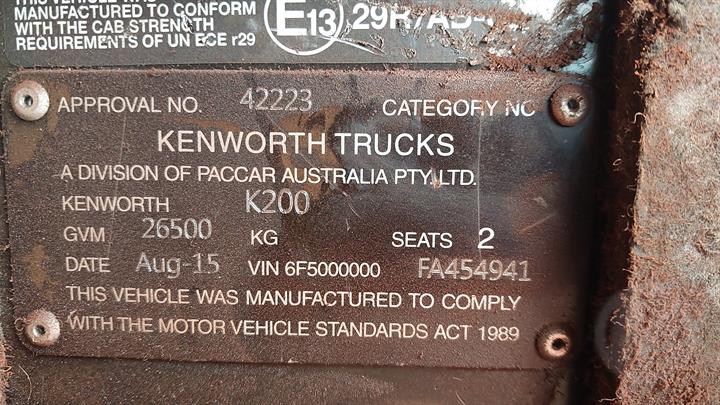 MANUFACTURED TO CONFORM
WITH THE CAB STRENGTH
REQUIREMENTS OF UN ECE r29
E13
APPROVAL NO. 42223 CATEGORY NC
KENWORTH TRUCKS
A DIVISION OF PACCAR AUSTRALIA PTY. LTD.
KENWORTH K200
GVM 26500 KG SEATS 2
DATE Aug-15 VIN 6F5000000 FA454941
THIS VEHICLE WAS MANUFACTURED TO COMPLY
WITH THE MOTOR VEHICLE STANDARDS ACT 1989